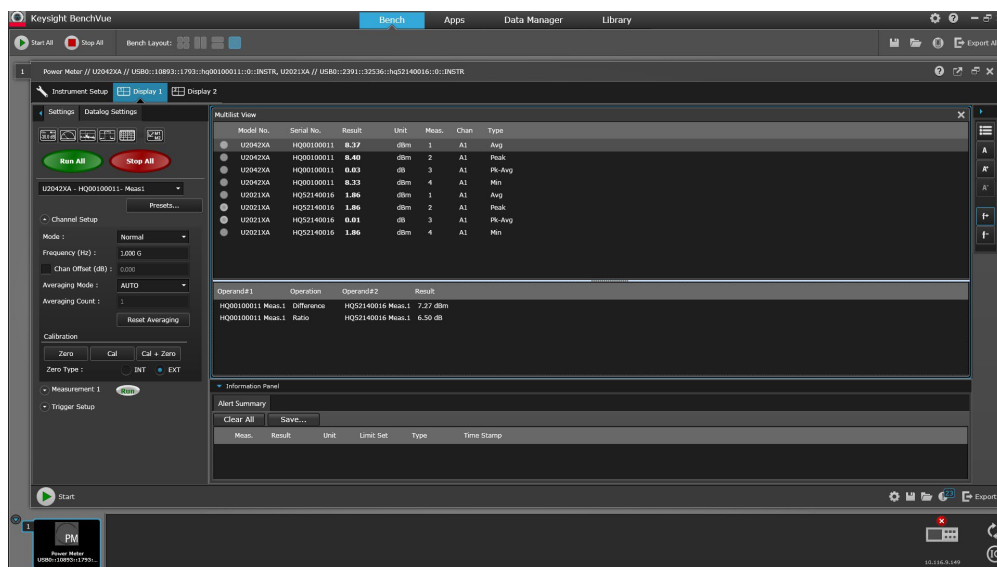 Keysight BenchVue
Bench Apps Data Manager Library
Start All Stop All Bench Layout: Export Al
1 Power Meter // U2042XA // USB0::10893::1793::hq00100011::0::INSTR, U2021XA // USB0::2391::32536::hq52140016::0::INSTR
Instrument Setup Display 1 Display 2
Settings Datalog Settings
Run All Stop All
U2042XA - HQ00100011- Meas1
Presets...
Channel Setup
Mode : Normal
Frequency (Hz) : 1.000 G
Chan Offset (dB) : 0.000
Averaging Mode : AUTO
Averaging Count : 1
Reset Averaging
Calibration
Zero Cal Cal + Zero
Zero Type : INT EXT
Measurement 1 Run
Trigger Setup
Multilist View
Model No. Serial No. Result Unit Meas. Chan Type
U2042XA HQ00100011 8.37 dBm 1 A1 Avg
U2042XA HQ00100011 8.40 dBm 2 A1 Peak
U2042XA HQ00100011 0.03 dB 3 A1 Pk-Avg
U2042XA HQ00100011 8.33 dBm 4 A1 Min
U2021XA HQ52140016 1.86 dBm 1 A1 Avg
U2021XA HQ52140016 1.86 dBm 2 A1 Peak
U2021XA HQ52140016 0.01 dB 3 A1 Pk-Avg
U2021XA HQ52140016 1.86 dBm 4 A1 Min
Operand#1 Operation Operand#2 Result
HQ00100011 Meas.1 Difference HQ52140016 Meas.1 7.27 dBm
HQ00100011 Meas.1 Ratio HQ52140016 Meas.1 6.50 dB
Information Panel
Alert Summary
Clear All Save...
Meas. Result Unit Limit Set Type Time Stamp
A
f+
f-
Start 23 Export
1
PM
Power Meter
USB0::10893::1793:...
10.116.9.149